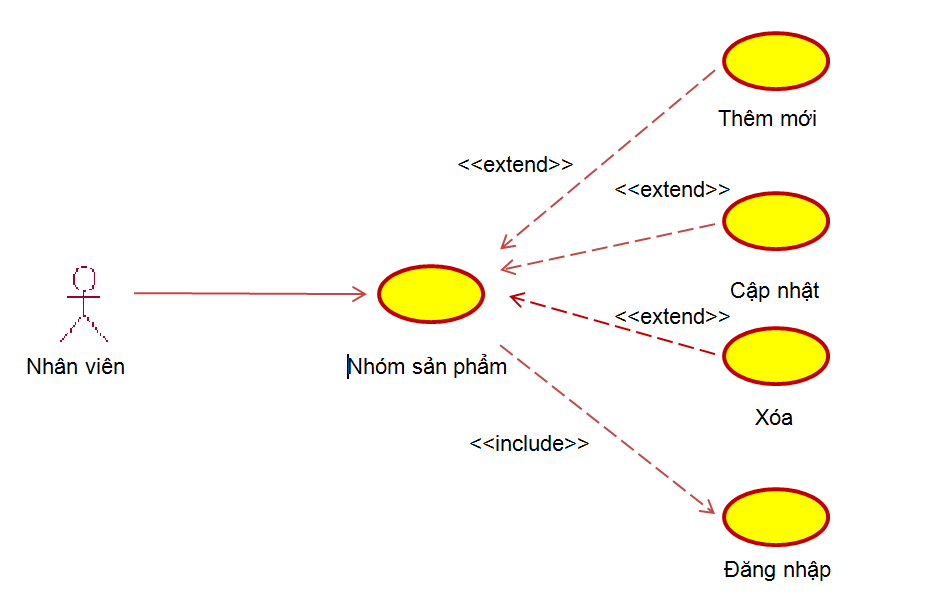 Thêm mới
<<extend>>
<<extend>>
Cập nhật
<<extend>>
Nhân viên
Nhóm sản phẩm
Xóa
<<include>>
Đăng nhập